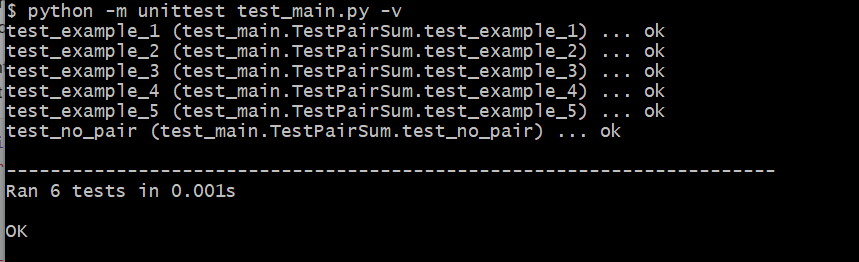 $ python -m unittest test_main.py -v
test_example_1 (test_main.TestPairSum.test_example_1) ... ok
test_example_2 (test_main.TestPairSum.test_example_2) ... ok
test_example_3 (test_main.TestPairSum.test_example_3) ... ok
test_example_4 (test_main.TestPairSum.test_example_4) ... ok
test_example_5 (test_main.TestPairSum.test_example_5) ... ok
test_no_pair (test_main.TestPairSum.test_no_pair) ... ok
----------------------------------------------------------------------
Ran 6 tests in 0.001s
OK